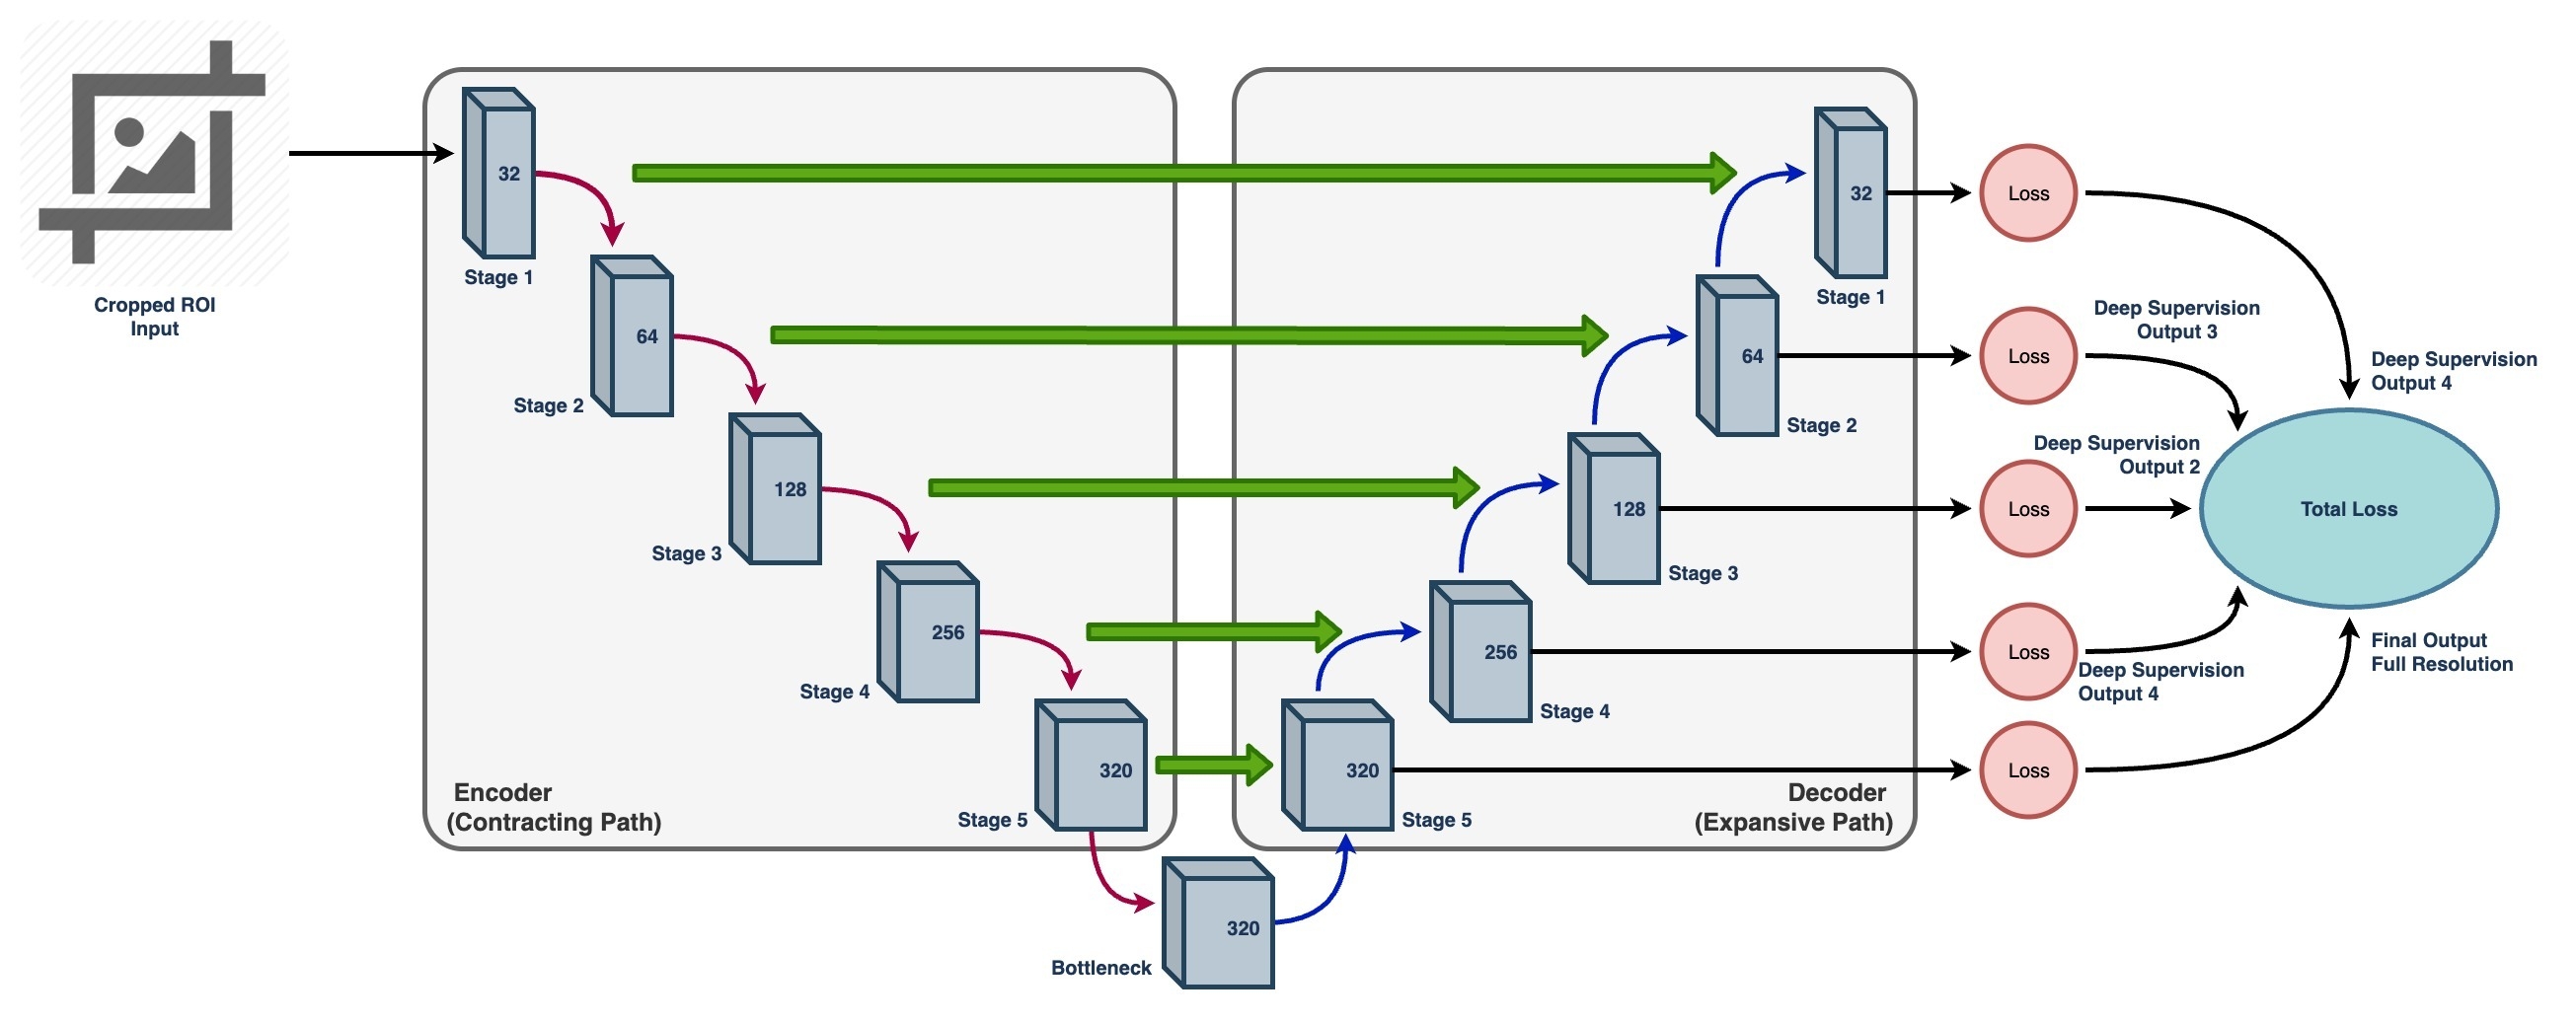 Cropped ROI
Input
32
Stage 1
64
Stage 2
128
Stage 3
256
Stage 4
320
Stage 5
Encoder
(Contracting Path)
320
Bottleneck
32
Stage 1
64
Stage 2
128
Stage 3
256
Stage 4
320
Stage 5
Decoder
(Expansive Path)
Loss
Loss
Loss
Loss
Loss
Deep Supervision
Output 3
Deep Supervision
Output 4
Deep Supervision
Output 2
Total Loss
Deep Supervision
Output 4
Final Output
Full Resolution